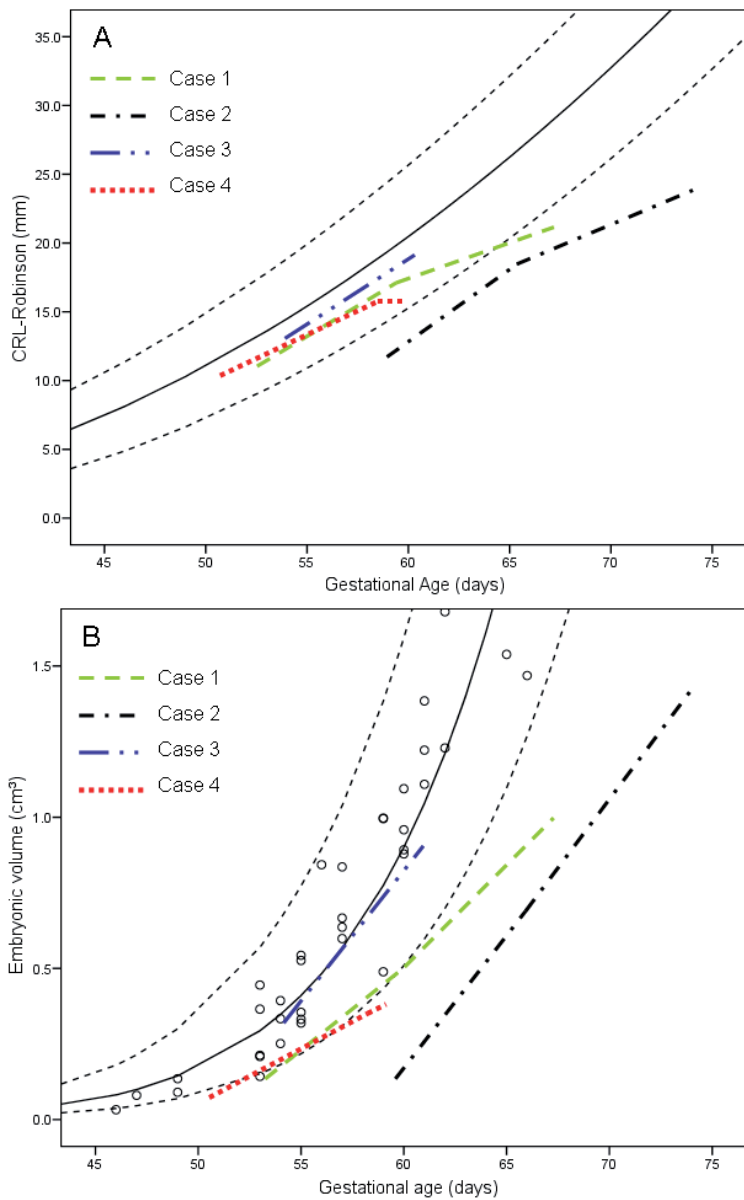 A
Case 1
Case 2
Case 3
Case 4
CRL-Robinson (mm)
35.0
30.0
25.0
20.0
15.0
10.0
5.0
0.0
45 50 55 60 65 70 75
Gestational Age (days)
B
Case 1
Case 2
Case 3
Case 4
Embryonic volume (cm³)
1.5
1.0
0.5
0.0
45 50 55 60 65 70 75
Gestational age (days)